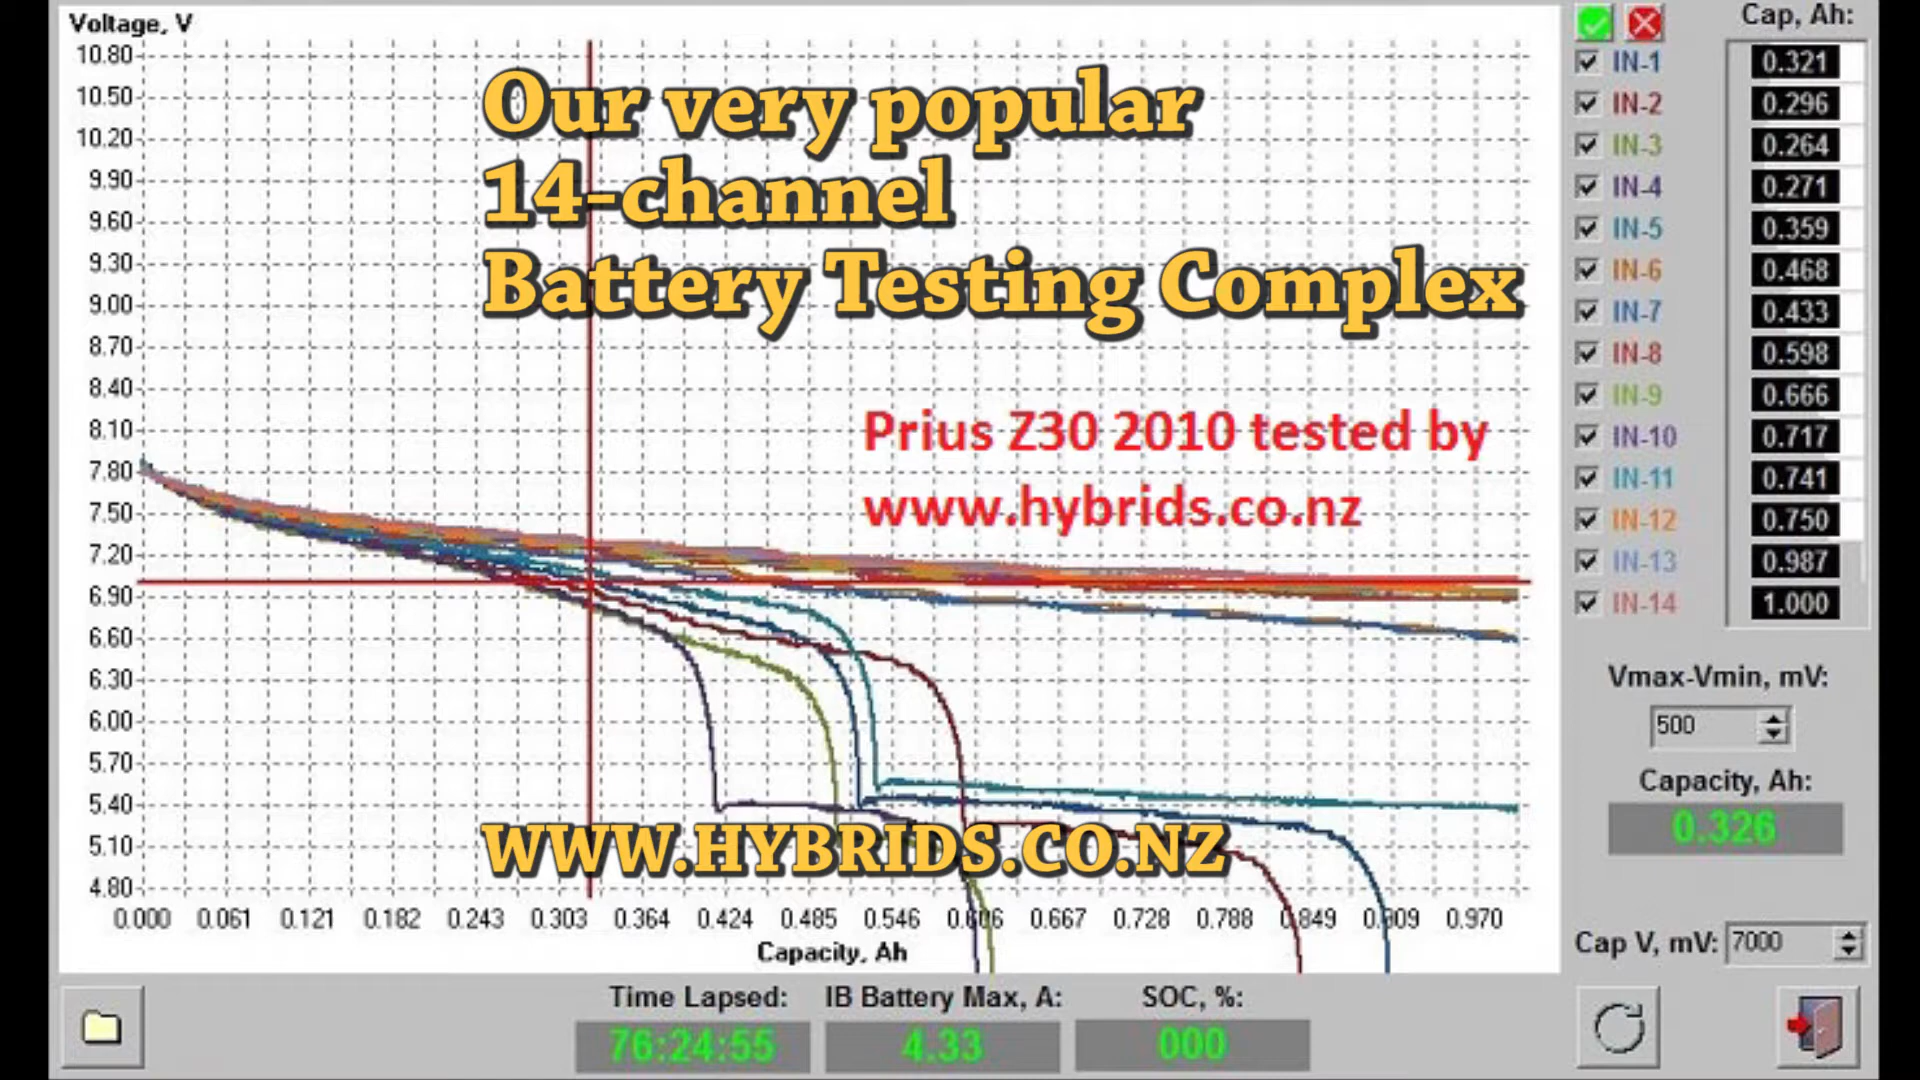 Voltage, V
Cap, Ah:
10.80
10.50
10.20
9.90
9.60
9.30
9.00
8.70
8.40
8.10
7.80
7.50
7.20
6.90
6.60
6.30
6.00
5.70
5.40
5.10
4.80
Our very popular
14-channel
Battery Testing Complex
Prius Z30 2010 tested by
www.hybrids.co.nz
WWW.HYBRIDS.CO.NZ
0.000 0.061 0.121 0.182 0.243 0.303 0.364 0.424 0.485 0.546 0.606 0.667 0.728 0.788 0.849 0.909 0.970
Capacity, Ah
IN-1 0.321
IN-2 0.296
IN-3 0.264
IN-4 0.271
IN-5 0.359
IN-6 0.468
IN-7 0.433
IN-8 0.598
IN-9 0.666
IN-10 0.717
IN-11 0.741
IN-12 0.750
IN-13 0.987
IN-14 1.000
Vmax-Vmin, mV:
500
Capacity, Ah:
0.326
Cap V, mV: 7000
Time Lapsed: IB Battery Max, A: SOC, %:
76:24:55 4.33 000